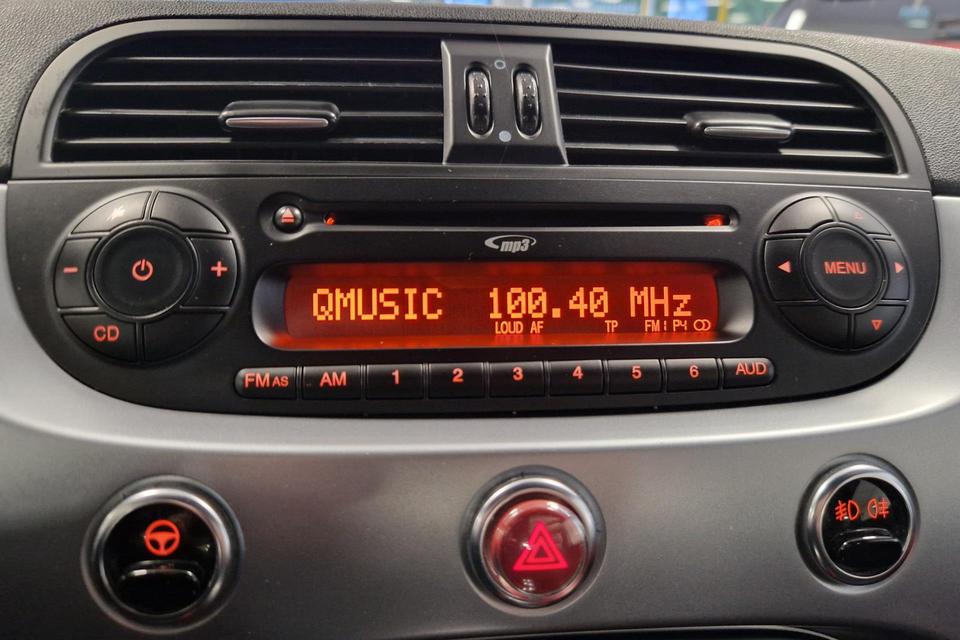 mp3
QMUSIC 100.40 MHz
LOUD AF TP FM1 P4
MENU
CD
FM AS AM 1 2 3 4 5 6 AUD